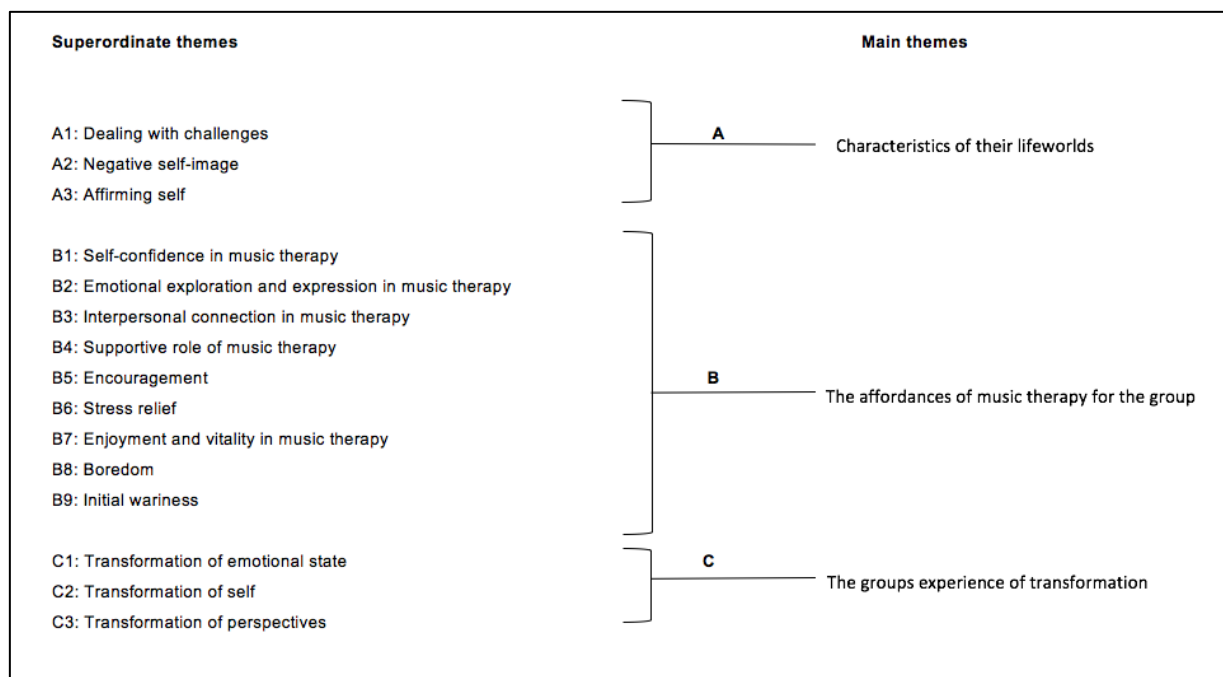 Superordinate themes
Main themes
A1: Dealing with challenges
A2: Negative self-image
A3: Affirming self
A
Characteristics of their lifeworlds
B1: Self-confidence in music therapy
B2: Emotional exploration and expression in music therapy
B3: Interpersonal connection in music therapy
B4: Supportive role of music therapy
B5: Encouragement
B6: Stress relief
B7: Enjoyment and vitality in music therapy
B8: Boredom
B9: Initial wariness
B
The affordances of music therapy for the group
C1: Transformation of emotional state
C2: Transformation of self
C3: Transformation of perspectives
C
The groups experience of transformation